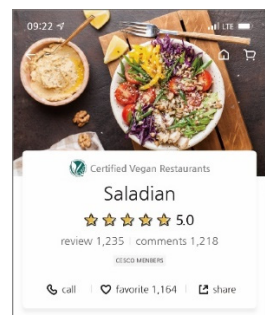 09:22
LTE
Certified Vegan Restaurants
Saladian
5.0
review 1,235 | comments 1,218
CESCO MEMBERS
call | favorite 1,164 | share